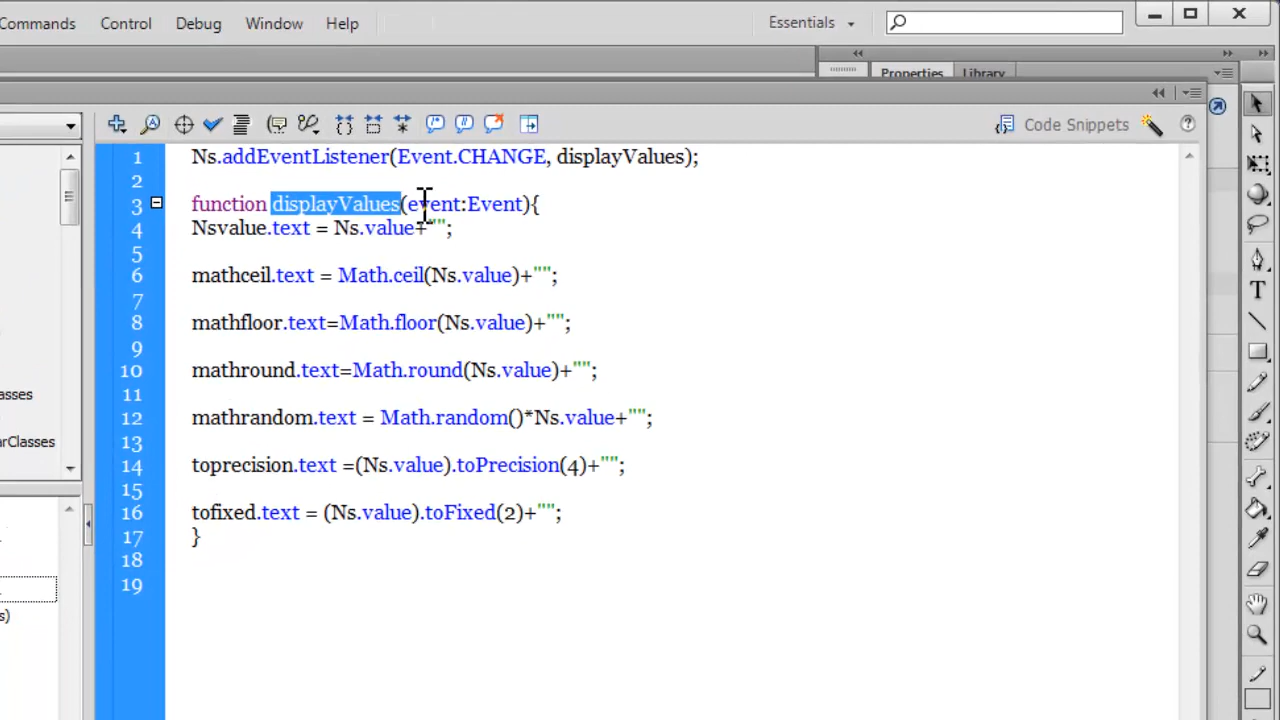 Commands Control Debug Window Help Essentials
Properties Library
Code Snippets
1 Ns.addEventListener(Event.CHANGE, displayValues);
2
3 function displayValues(event:Event){
4 Nsvalue.text = Ns.value+"";
5
6 mathceil.text = Math.ceil(Ns.value)+"";
7
8 mathfloor.text=Math.floor(Ns.value)+"";
9
10 mathround.text=Math.round(Ns.value)+"";
11
12 mathrandom.text = Math.random()*Ns.value+"";
13
14 toprecision.text =(Ns.value).toPrecision(4)+"";
15
16 tofixed.text = (Ns.value).toFixed(2)+"";
17 }
18
19
asses
arClasses
s)